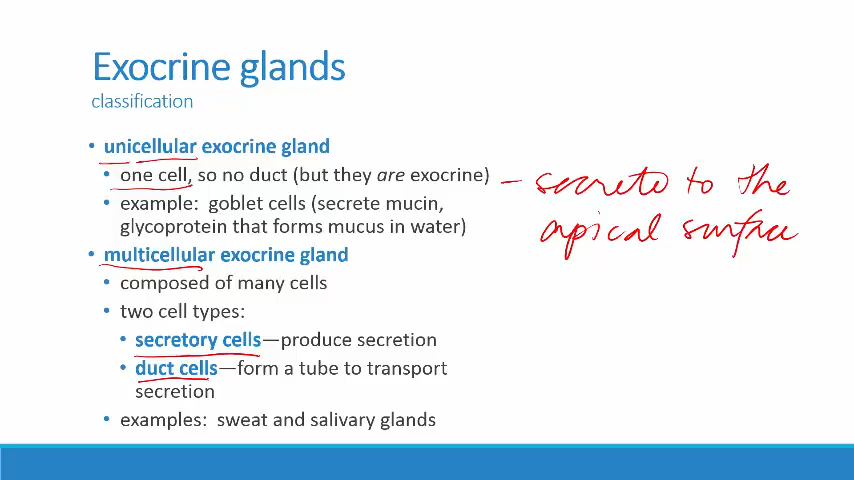 Exocrine glands
classification
• unicellular exocrine gland
• one cell, so no duct (but they are exocrine) – secrete to the
• example: goblet cells (secrete mucin,
glycoprotein that forms mucus in water) apical surface
• multicellular exocrine gland
• composed of many cells
• two cell types:
• secretory cells—produce secretion
• duct cells—form a tube to transport
secretion
• examples: sweat and salivary glands